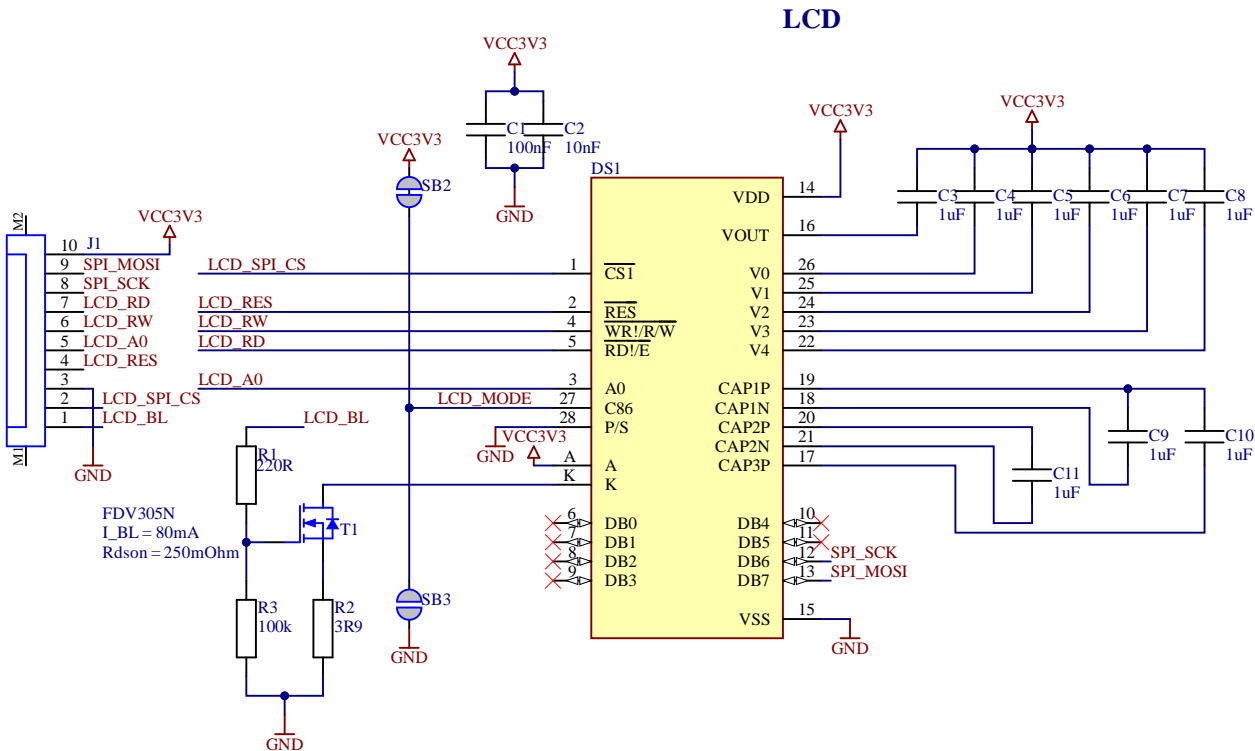 LCD
VCC3V3
C1
100nF
C2
10nF
GND
VCC3V3
SB2
VCC3V3
VCC3V3
C3
1uF
C4
1uF
C5
1uF
C6
1uF
C7
1uF
C8
1uF
M2
J1
VCC3V3
10
9 SPI_MOSI
8 SPI_SCK
7 LCD_RD
6 LCD_RW
5 LCD_A0
4 LCD_RES
3
2 LCD_SPI_CS
1 LCD_BL
M1
GND
LCD_SPI_CS
LCD_RES
LCD_RW
LCD_RD
LCD_A0
LCD_MODE
DS1
1 CS1
2 RES
4 WR!/R/W
5 RD!/E
3 A0
27 C86
28 P/S
GND
VCC3V3
A A
K K
6 DB0
7 DB1
8 DB2
9 DB3
VDD 14
VOUT 16
V0 26
V1 25
V2 24
V3 23
V4 22
CAP1P 19
CAP1N 18
CAP2P 20
CAP2N 21
CAP3P 17
DB4 10
DB5 11
DB6 12 SPI_SCK
DB7 13 SPI_MOSI
VSS 15
GND
C9
1uF
C10
1uF
C11
1uF
LCD_BL
R1
220R
FDV305N
I_BL = 80mA
Rdson = 250mOhm
T1
R3
100k
R2
3R9
GND
SB3
GND